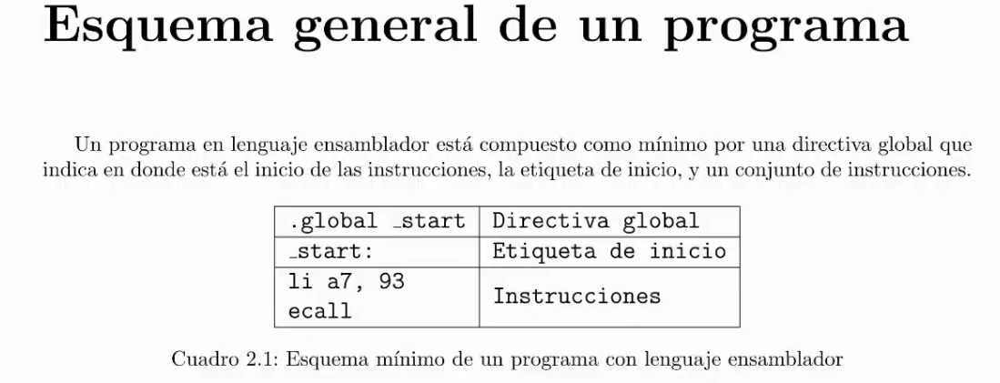 Esquema general de un programa
Un programa en lenguaje ensamblador está compuesto como mínimo por una directiva global que
indica en donde está el inicio de las instrucciones, la etiqueta de inicio, y un conjunto de instrucciones.
.global _start Directiva global
_start: Etiqueta de inicio
li a7, 93
ecall
Instrucciones
Cuadro 2.1: Esquema mínimo de un programa con lenguaje ensamblador